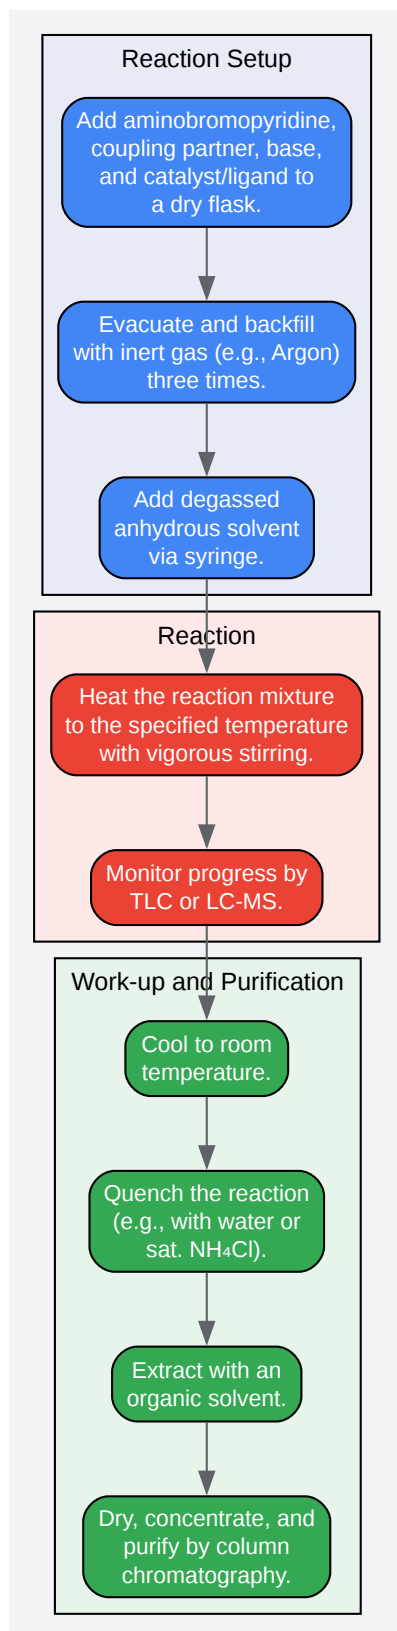 Reaction Setup
Add aminobromopyridine,
coupling partner, base,
and catalyst/ligand to
a dry flask.
Evacuate and backfill
with inert gas (e.g., Argon)
three times.
Add degassed
anhydrous solvent
via syringe.
Reaction
Heat the reaction mixture
to the specified temperature
with vigorous stirring.
Monitor progress by
TLC or LC-MS.
Work-up and Purification
Cool to room
temperature.
Quench the reaction
(e.g., with water or
sat. NH₄Cl).
Extract with an
organic solvent.
Dry, concentrate, and
purify by column
chromatography.